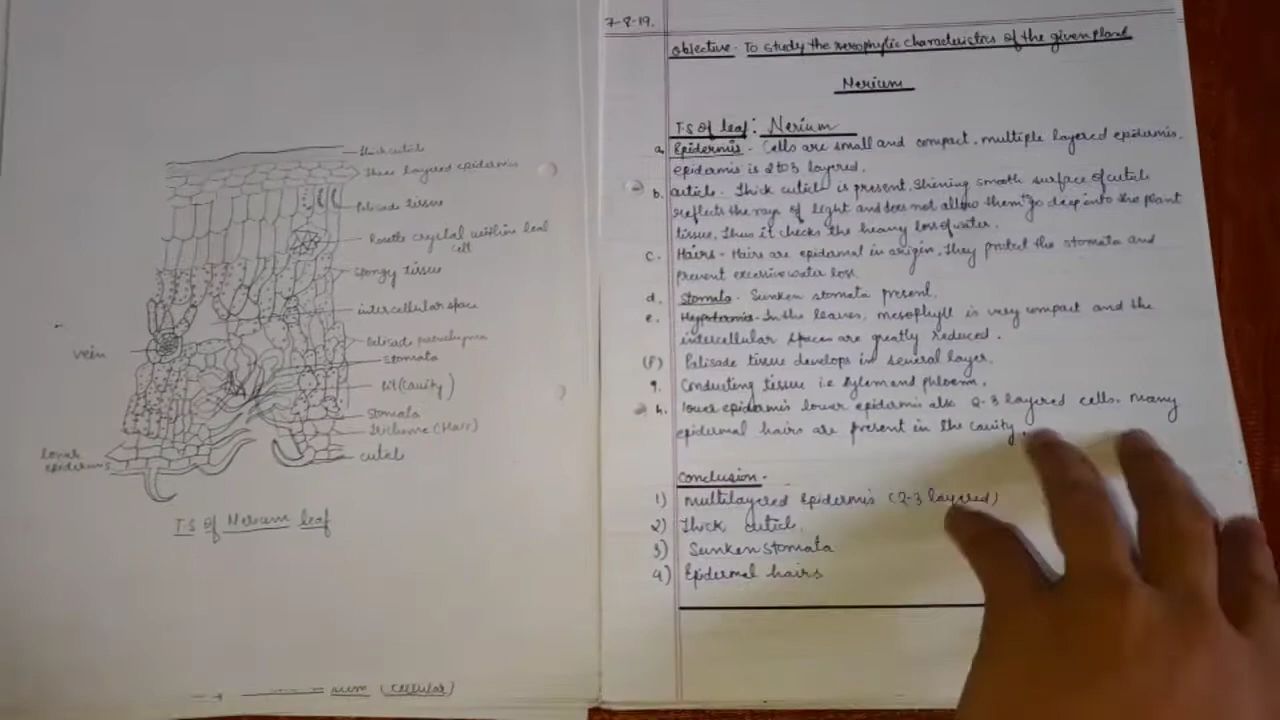 Thick cuticle
Three layered epidermis
Palisade tissue
Rosette crystal within leaf
cell
Spongy tissue
intercellular space
Palisade parenchyma
vein
Stomata
Pit (Cavity)
Stomata
Trichome (Hair)
lower
epidermis
cuticle
T.S of Nerium leaf
(Cellular)
7-8-19.
Objective - To study the xerophytic characteristics of the given plant
Nerium
T.S of leaf : Nerium
a. Epidermis - Cells are small and compact, multiple layered epidermis.
epidermis is 2 to 3 layered.
b. cuticle - Thick cuticle is present, Shining smooth surface of cuticle
reflects the rays of light and does not allow them to go deep into the plant
tissue. Thus it checks the heavy loss of water.
c. Hairs - Hairs are epidermal in origin. They protect the stomata and
prevent excessive water loss
d. Stomata - Sunken stomata present.
e. Hypodermis - In the leaves, mesophyll is very compact and the
intercellular spaces are greatly reduced.
(f) Palisade tissue develops in several layer.
g. Conducting tissue i.e Xylem and phloem.
h. lower epidermis lower epidermis also 2-3 layered cells. Many
epidermal hairs are present in the cavity.
Conclusion -
1) multilayered Epidermis (2-3 layered)
2) Thick cuticle.
3) Sunken stomata
4) Epidermal hairs